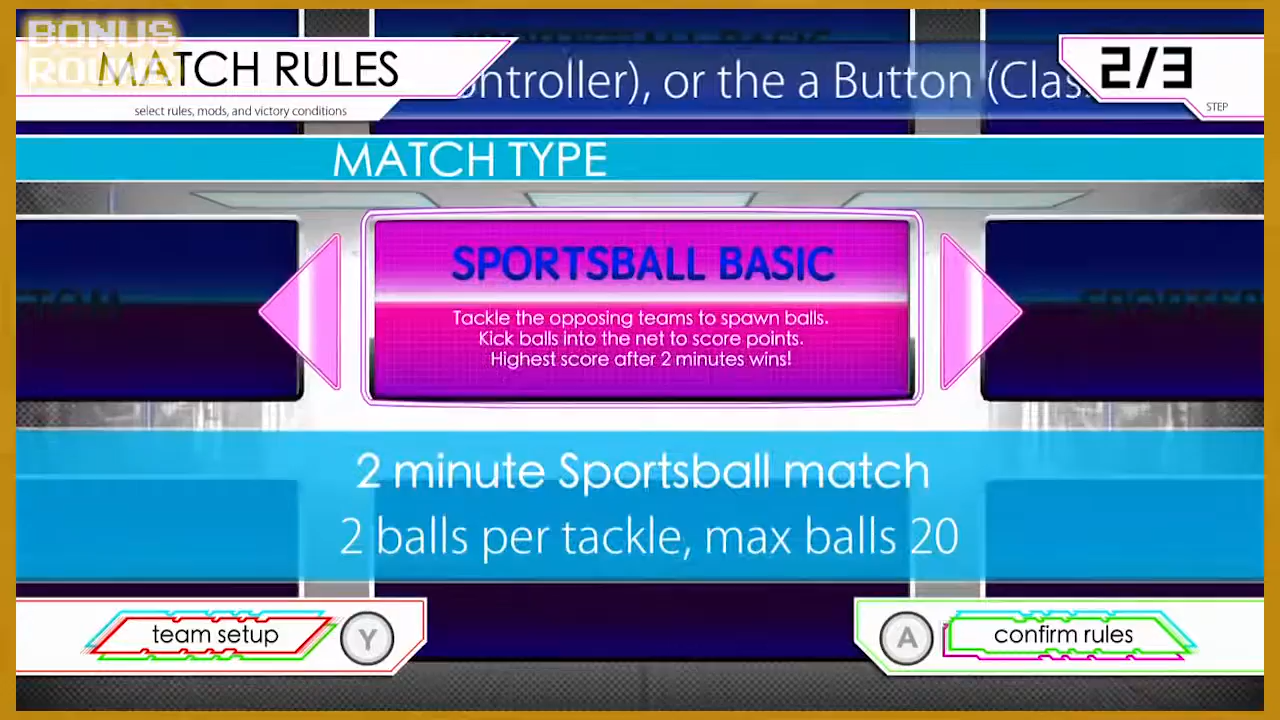 BONUS
ROUND
MATCH RULES
select rules, mods, and victory conditions
ontroller), or the a Button (Clas
2/3
STEP
MATCH TYPE
SPORTSBALL BASIC
Tackle the opposing teams to spawn balls.
Kick balls into the net to score points.
Highest score after 2 minutes wins!
2 minute Sportsball match
2 balls per tackle, max balls 20
team setup
Y
A
confirm rules